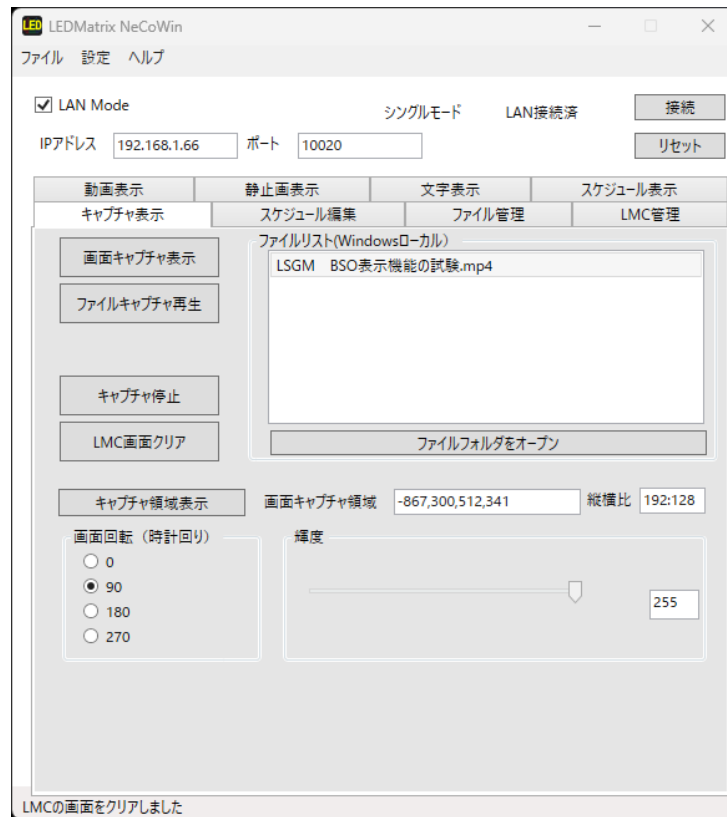 LED LEDMatrix NeCoWin
ファイル 設定 ヘルプ
LAN Mode シングルモード LAN接続済 接続
IPアドレス 192.168.1.66 ポート 10020 リセット
動画表示 静止画表示 文字表示 スケジュール表示
キャプチャ表示 スケジュール編集 ファイル管理 LMC管理
画面キャプチャ表示
ファイルキャプチャ再生
キャプチャ停止
LMC画面クリア
ファイルリスト(Windowsローカル)
LSGM　BSO表示機能の試験.mp4
ファイルフォルダをオープン
キャプチャ領域表示 画面キャプチャ領域 -867,300,512,341 縦横比 192:128
画面回転（時計回り）
0
90
180
270
輝度
255
LMCの画面をクリアしました